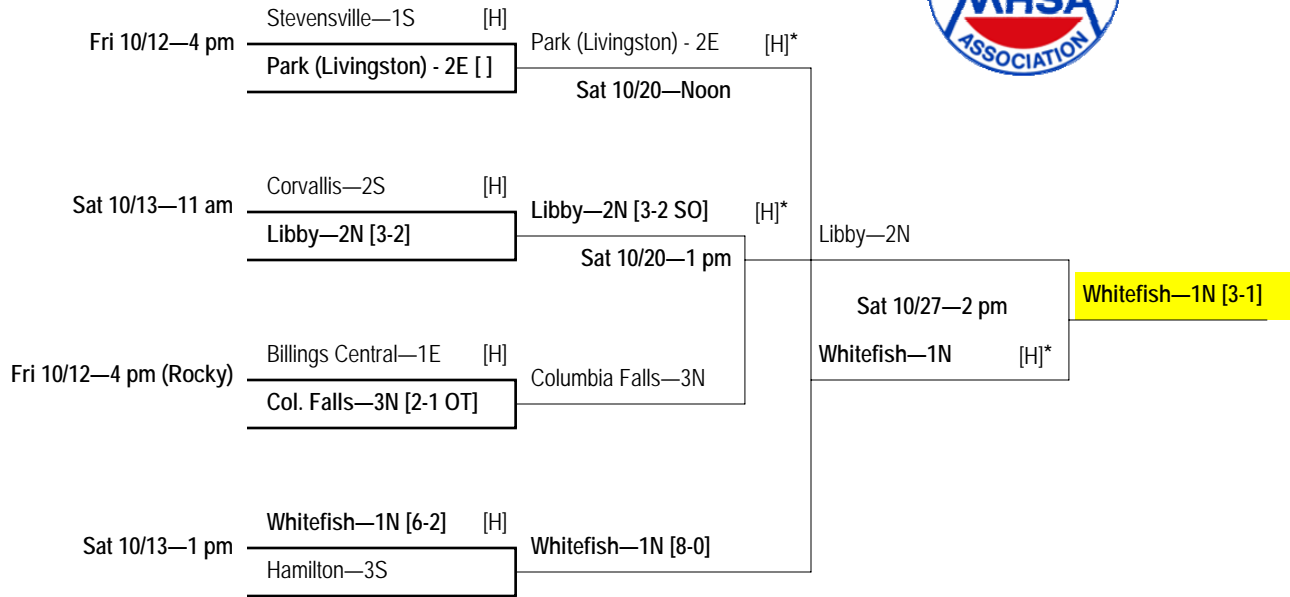 MHSA
ASSOCIATION
Stevensville—1S [H]
Fri 10/12—4 pm
Park (Livingston) - 2E [ ]
Park (Livingston) - 2E [H]*
Sat 10/20—Noon
Corvallis—2S [H]
Sat 10/13—11 am
Libby—2N [3-2]
Libby—2N [3-2 SO] [H]*
Sat 10/20—1 pm
Libby—2N
Sat 10/27—2 pm
Whitefish—1N [3-1]
Whitefish—1N [H]*
Billings Central—1E [H]
Fri 10/12—4 pm (Rocky)
Col. Falls—3N [2-1 OT]
Columbia Falls—3N
Whitefish—1N [6-2] [H]
Sat 10/13—1 pm
Hamilton—3S
Whitefish—1N [8-0]